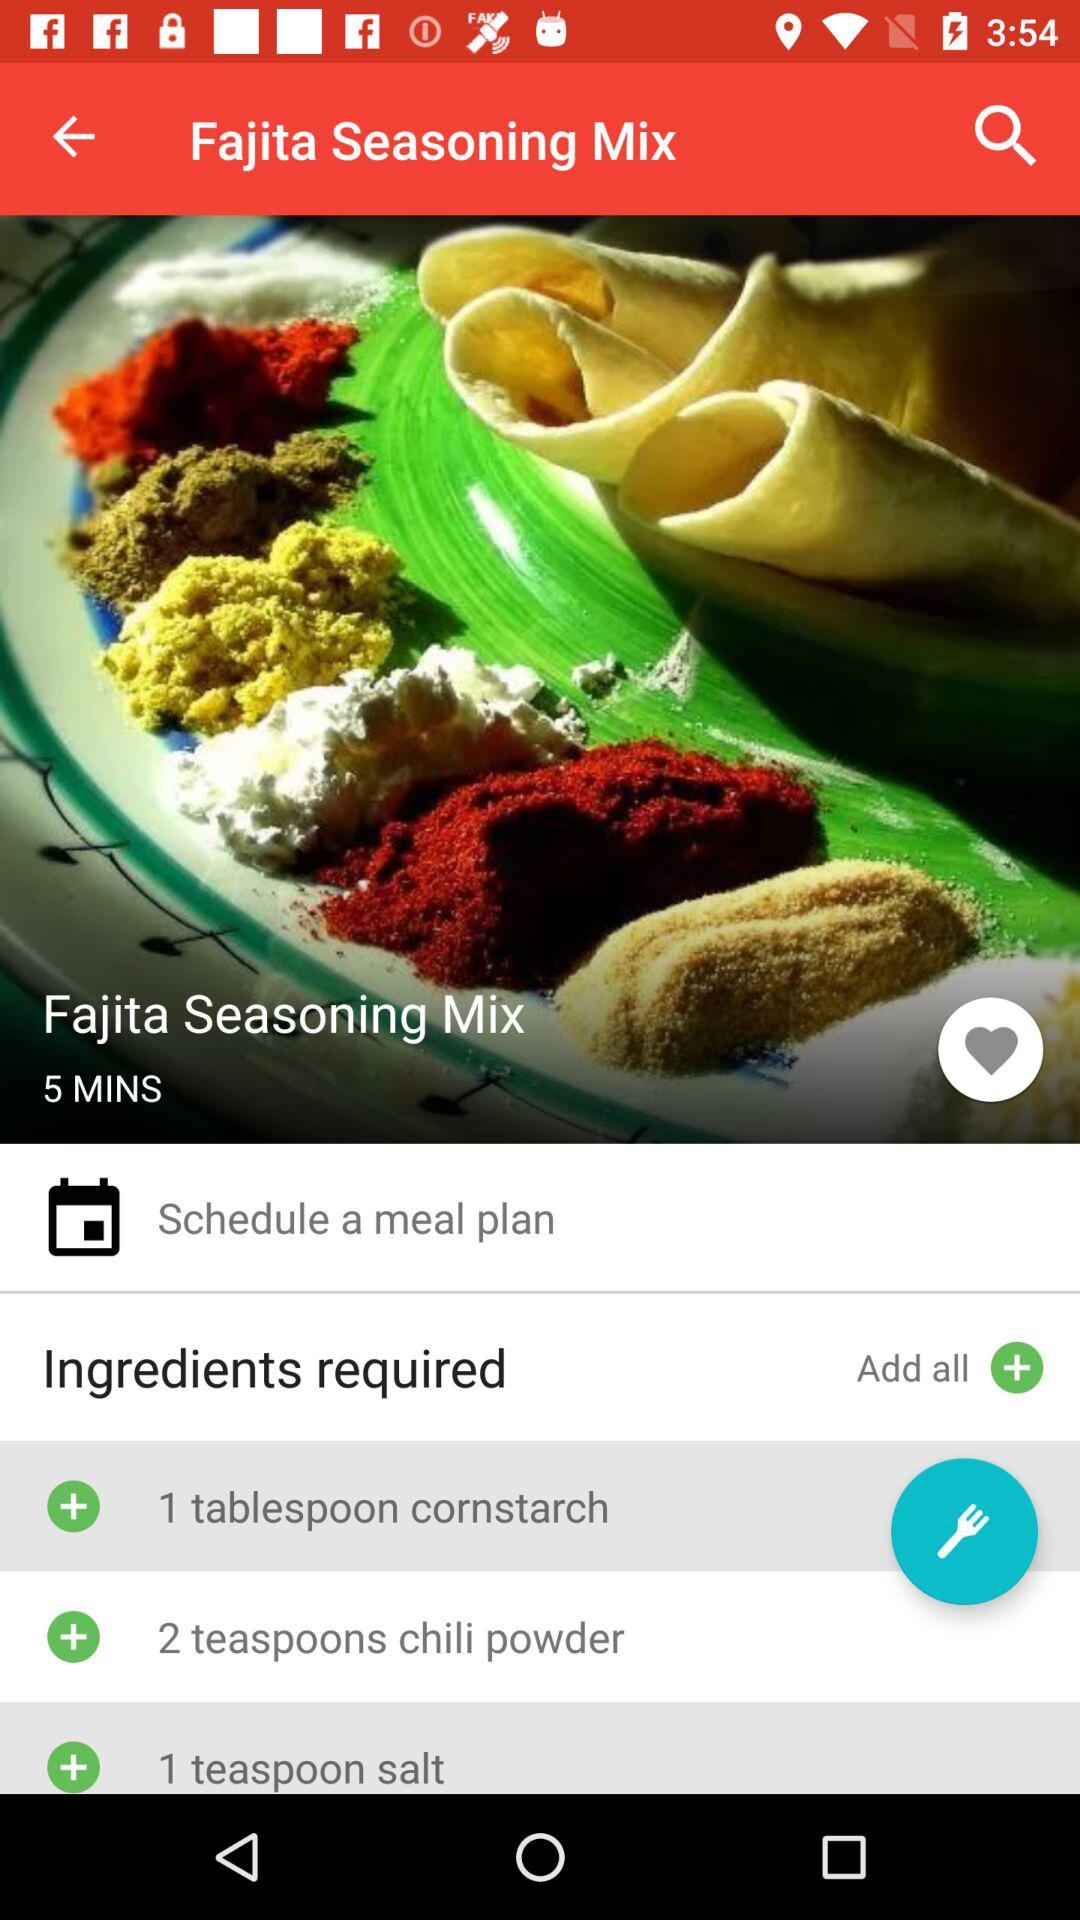 FAKE
3:54
Fajita Seasoning Mix
Fajita Seasoning Mix
5 MINS
Schedule a meal plan
Ingredients required
Add all
1 tablespoon cornstarch
2 teaspoons chili powder
1 teaspoon salt